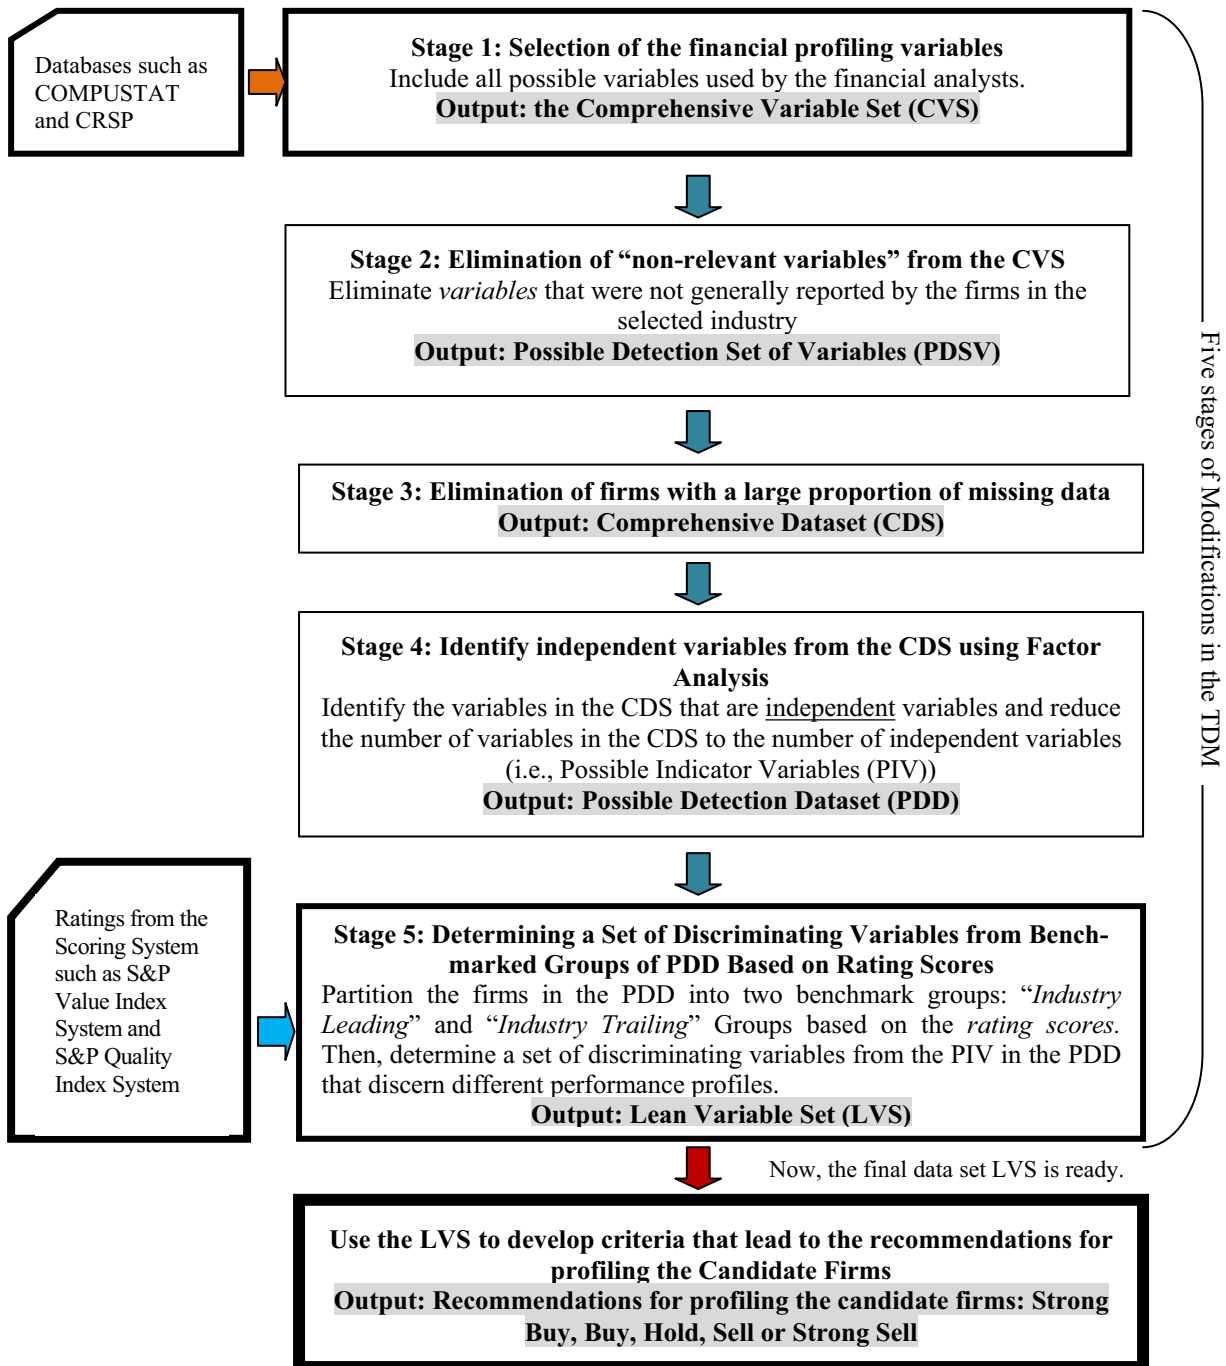 Databases such as
COMPUSTAT
and CRSP
Stage 1: Selection of the financial profiling variables
Include all possible variables used by the financial analysts.
Output: the Comprehensive Variable Set (CVS)
Stage 2: Elimination of “non-relevant variables” from the CVS
Eliminate variables that were not generally reported by the firms in the
selected industry
Output: Possible Detection Set of Variables (PDSV)
Stage 3: Elimination of firms with a large proportion of missing data
Output: Comprehensive Dataset (CDS)
Stage 4: Identify independent variables from the CDS using Factor
Analysis
Identify the variables in the CDS that are independent variables and reduce
the number of variables in the CDS to the number of independent variables
(i.e., Possible Indicator Variables (PIV))
Output: Possible Detection Dataset (PDD)
Ratings from the
Scoring System
such as S&P
Value Index
System and
S&P Quality
Index System
Stage 5: Determining a Set of Discriminating Variables from Bench-
marked Groups of PDD Based on Rating Scores
Partition the firms in the PDD into two benchmark groups: “Industry
Leading” and “Industry Trailing” Groups based on the rating scores.
Then, determine a set of discriminating variables from the PIV in the PDD
that discern different performance profiles.
Output: Lean Variable Set (LVS)
Five stages of Modifications in the TDM
Now, the final data set LVS is ready.
Use the LVS to develop criteria that lead to the recommendations for
profiling the Candidate Firms
Output: Recommendations for profiling the candidate firms: Strong
Buy, Buy, Hold, Sell or Strong Sell